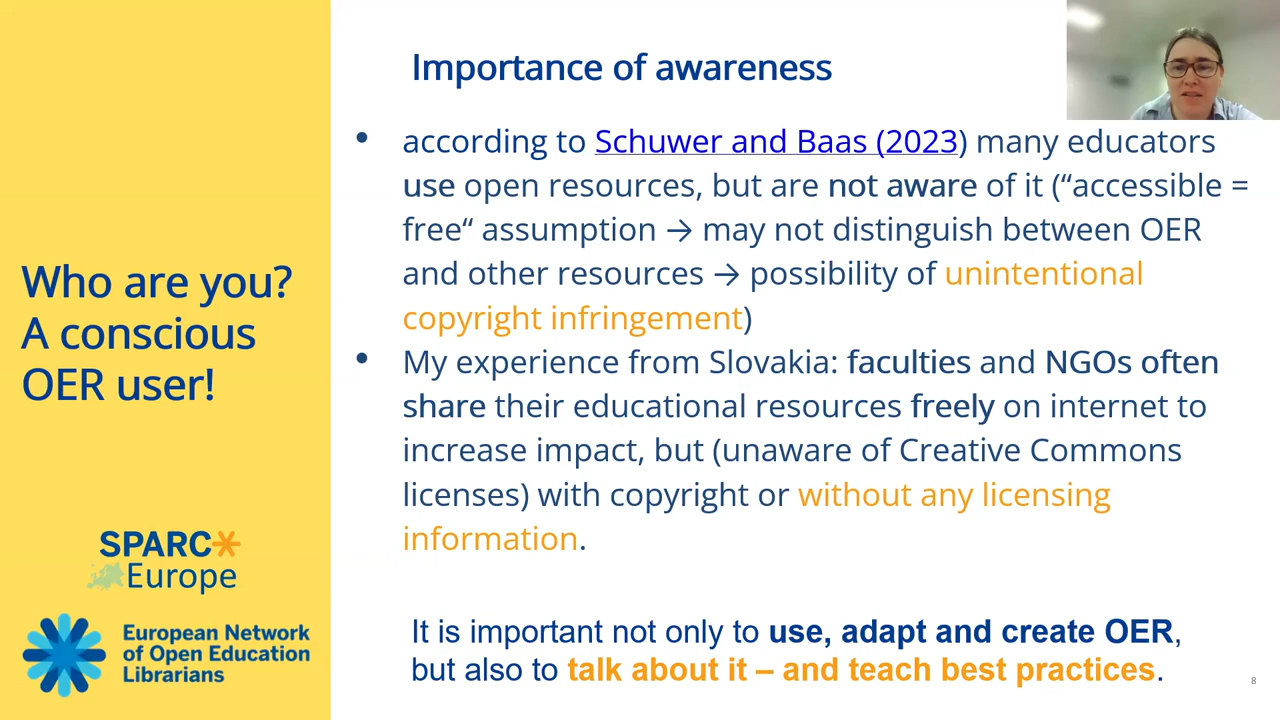 Importance of awareness
• according to Schuwer and Baas (2023) many educators
use open resources, but are not aware of it (“accessible =
free“ assumption → may not distinguish between OER
and other resources → possibility of unintentional
copyright infringement)
• My experience from Slovakia: faculties and NGOs often
share their educational resources freely on internet to
increase impact, but (unaware of Creative Commons
licenses) with copyright or without any licensing
information.
It is important not only to use, adapt and create OER,
but also to talk about it – and teach best practices.
Who are you?
A conscious
OER user!
SPARC
Europe
European Network
of Open Education
Librarians
8